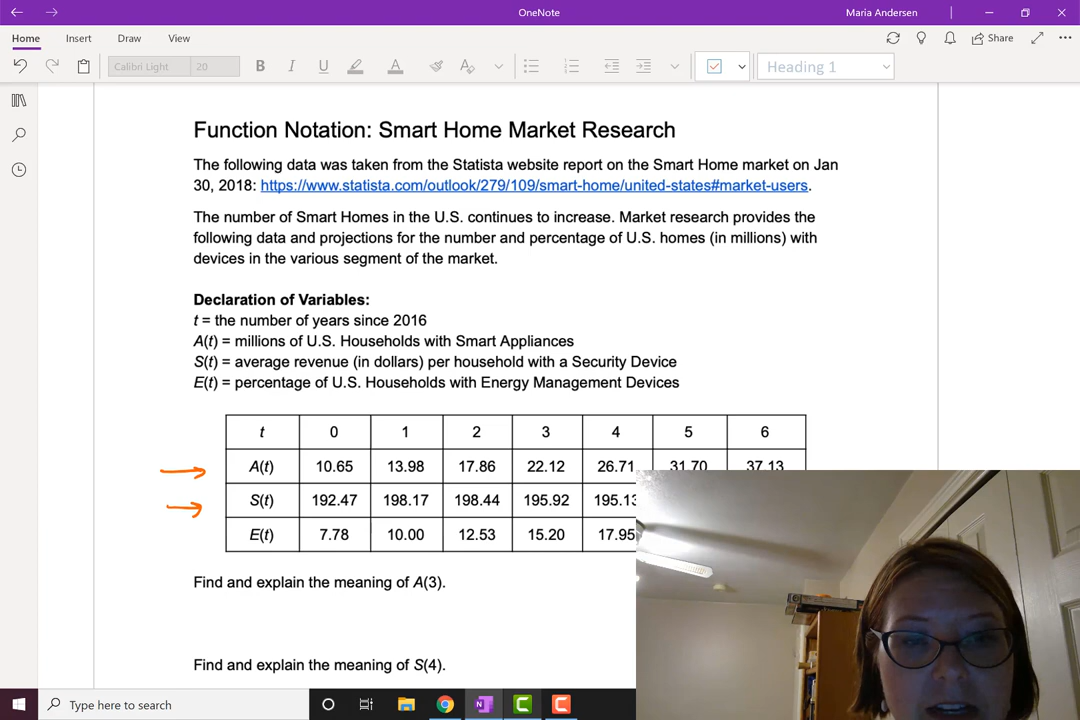 OneNote
Maria Andersen
Home Insert Draw View
Share
Calibri Light 20 B I U A Heading 1
Function Notation: Smart Home Market Research
The following data was taken from the Statista website report on the Smart Home market on Jan
30, 2018: https://www.statista.com/outlook/279/109/smart-home/united-states#market-users.
The number of Smart Homes in the U.S. continues to increase. Market research provides the
following data and projections for the number and percentage of U.S. homes (in millions) with
devices in the various segment of the market.
Declaration of Variables:
t = the number of years since 2016
A(t) = millions of U.S. Households with Smart Appliances
S(t) = average revenue (in dollars) per household with a Security Device
E(t) = percentage of U.S. Households with Energy Management Devices
t 0 1 2 3 4 5 6
A(t) 10.65 13.98 17.86 22.12 26.71 31.70 37.13
S(t) 192.47 198.17 198.44 195.92 195.13
E(t) 7.78 10.00 12.53 15.20 17.95
Find and explain the meaning of A(3).
Find and explain the meaning of S(4).
Type here to search